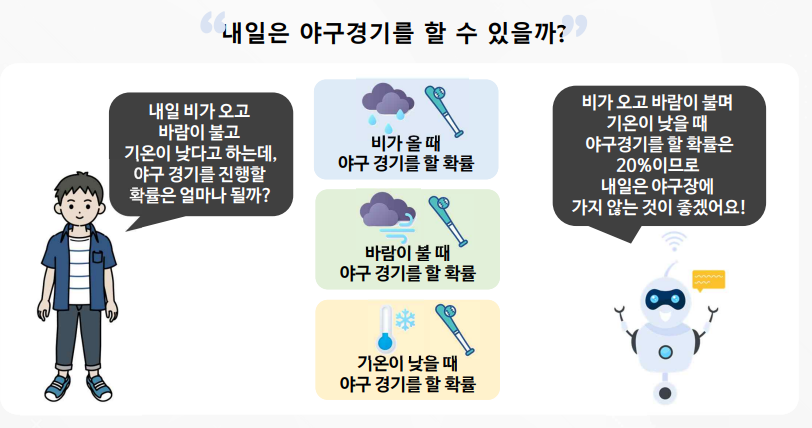 “내일은 야구경기를 할 수 있을까?”
내일 비가 오고
바람이 불고
기온이 낮다고 하는데,
야구 경기를 진행할
확률은 얼마나 될까?
비가 올 때
야구 경기를 할 확률
바람이 불 때
야구 경기를 할 확률
기온이 낮을 때
야구 경기를 할 확률
비가 오고 바람이 불며
기온이 낮을 때
야구경기를 할 확률은
20%이므로
내일은 야구장에
가지 않는 것이 좋겠어요!